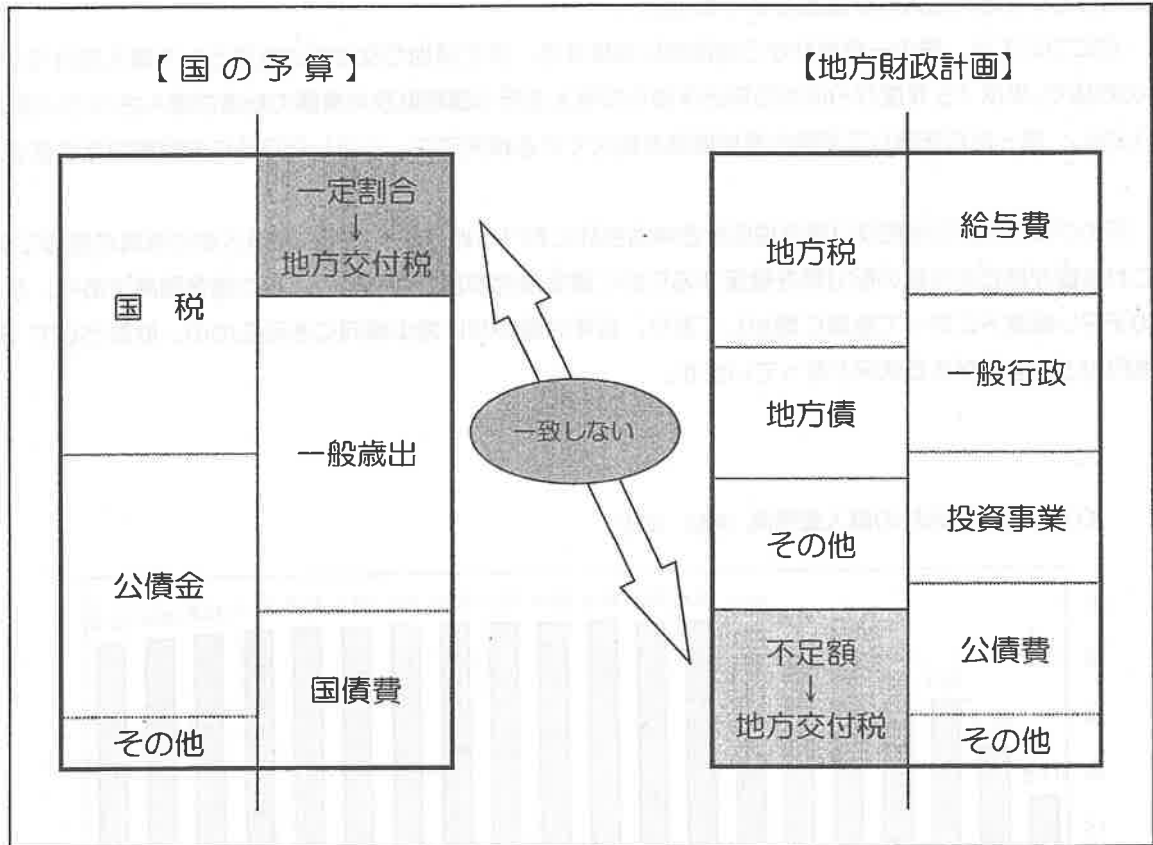 【国の予算】
国税
公債金
その他
一定割合
↓
地方交付税
一般歳出
国債費
一致しない
【地方財政計画】
地方税
地方債
その他
不足額
↓
地方交付税
給与費
一般行政
投資事業
公債費
その他